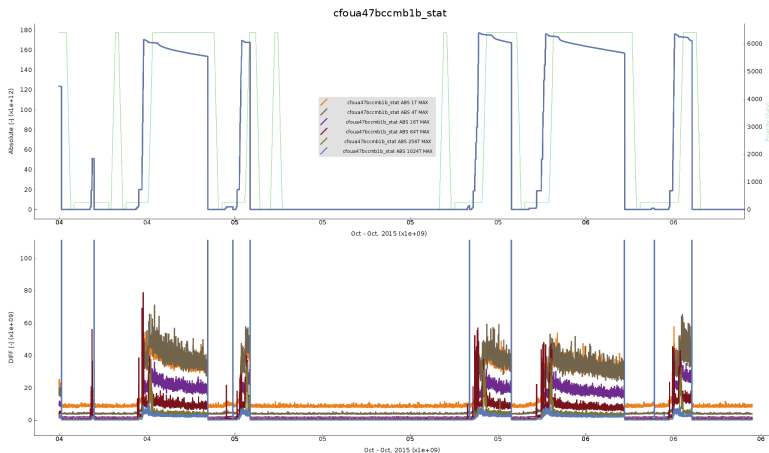 cfoua47bccmb1b_stat
180
160
140
120
100
80
60
40
20
0
Absolute [-] (x1e+12)
6000
5000
4000
3000
2000
1000
0
cfoua47bccmb1b_stat ABS 1T MAX
cfoua47bccmb1b_stat ABS 4T MAX
cfoua47bccmb1b_stat ABS 16T MAX
cfoua47bccmb1b_stat ABS 64T MAX
cfoua47bccmb1b_stat ABS 256T MAX
cfoua47bccmb1b_stat ABS 1024T MAX
04 04 05 05 05 05 06 06
Oct - Oct, 2015 (x1e+09)
100
80
60
40
20
0
DIFF [-] (x1e+09)
04 04 05 05 05 05 06 06 06
Oct - Oct, 2015 (x1e+09)